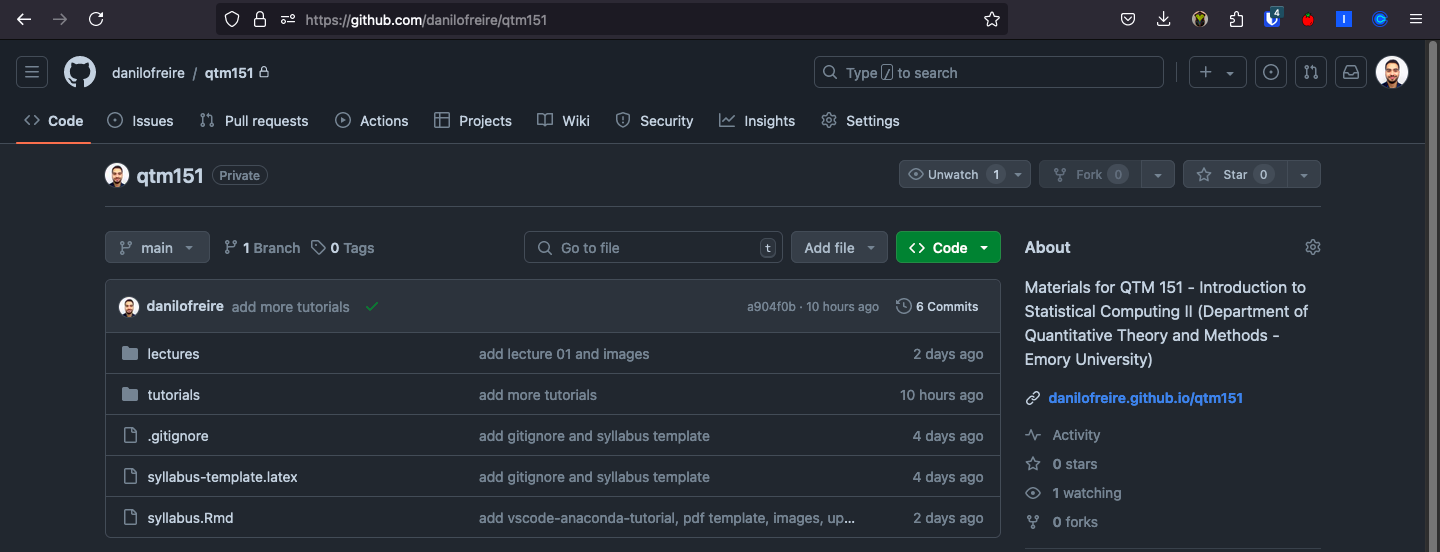 4
https://github.com/danilofreire/qtm151
I
danilofreire / qtm151
Type / to search
Code Issues Pull requests Actions Projects Wiki Security Insights Settings
qtm151 Private
Unwatch 1 Fork 0 Star 0
main 1 Branch 0 Tags Go to file t Add file Code
danilofreire add more tutorials a904f0b · 10 hours ago 6 Commits
lectures add lecture 01 and images 2 days ago
tutorials add more tutorials 10 hours ago
.gitignore add gitignore and syllabus template 4 days ago
syllabus-template.latex add gitignore and syllabus template 4 days ago
syllabus.Rmd add vscode-anaconda-tutorial, pdf template, images, up… 2 days ago
About
Materials for QTM 151 - Introduction to
Statistical Computing II (Department of
Quantitative Theory and Methods -
Emory University)
danilofreire.github.io/qtm151
Activity
0 stars
1 watching
0 forks